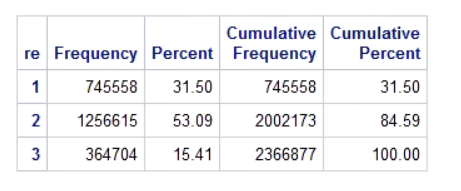 Cumulative Cumulative
re Frequency Percent Frequency Percent
1 745558 31.50 745558 31.50
2 1256615 53.09 2002173 84.59
3 364704 15.41 2366877 100.00